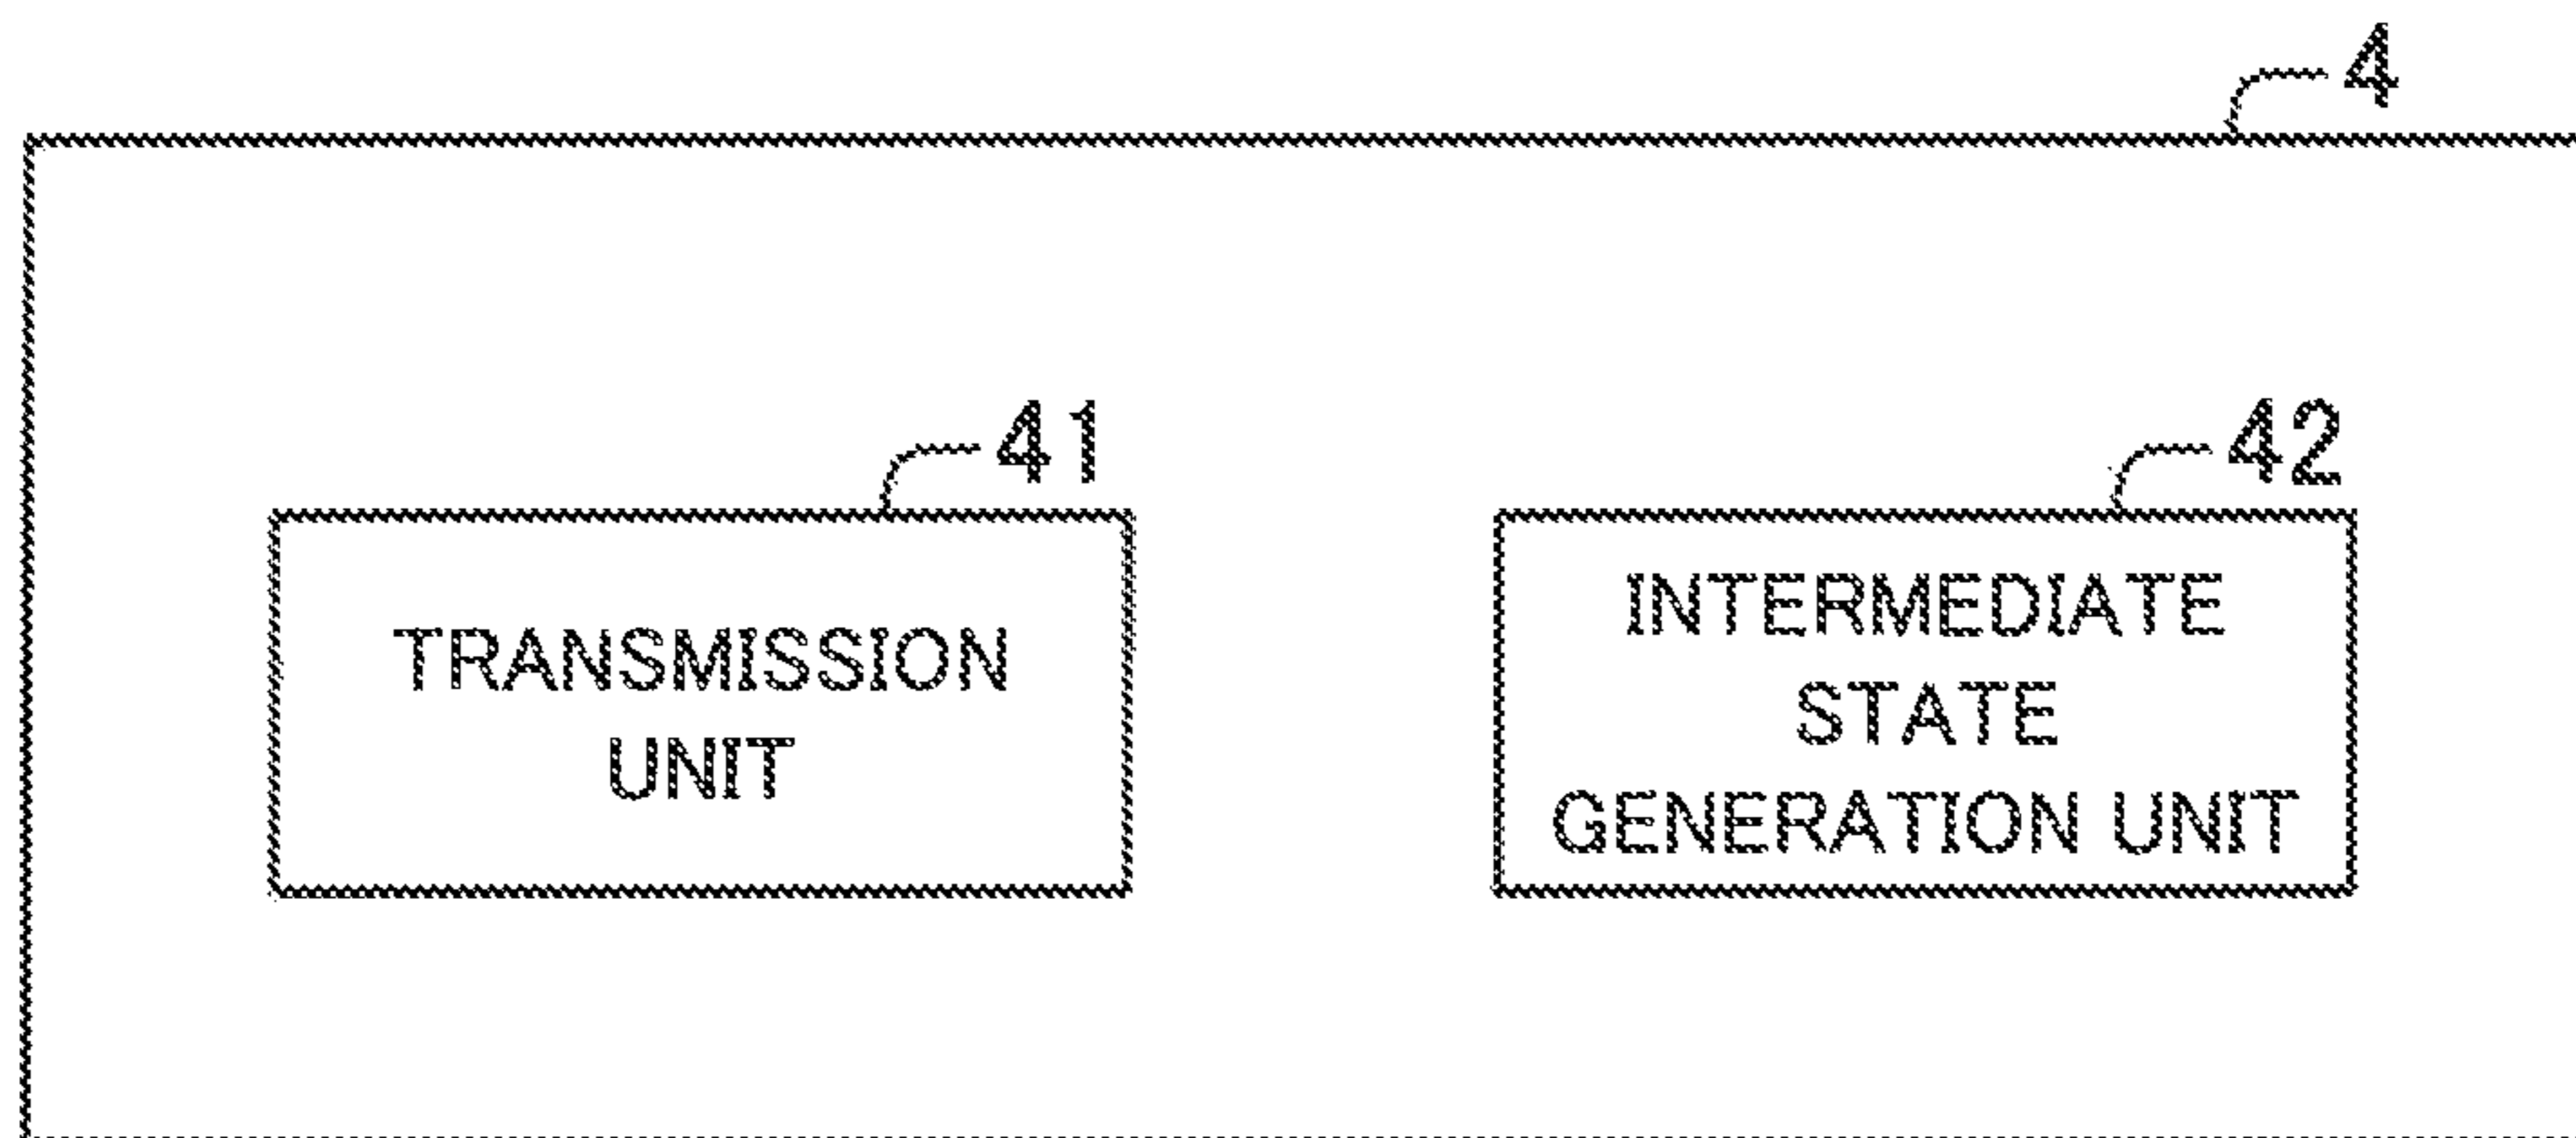 4
41
42
TRANSMISSION
UNIT
INTERMEDIATE
STATE
GENERATION UNIT